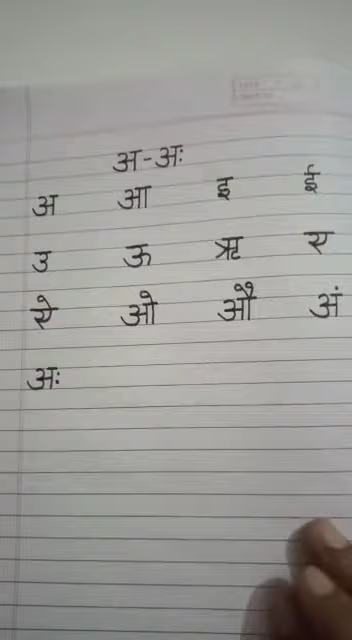 अ-अः
अ आ इ ई
उ ऊ ऋ ए
ऐ ओ औ अं
अः